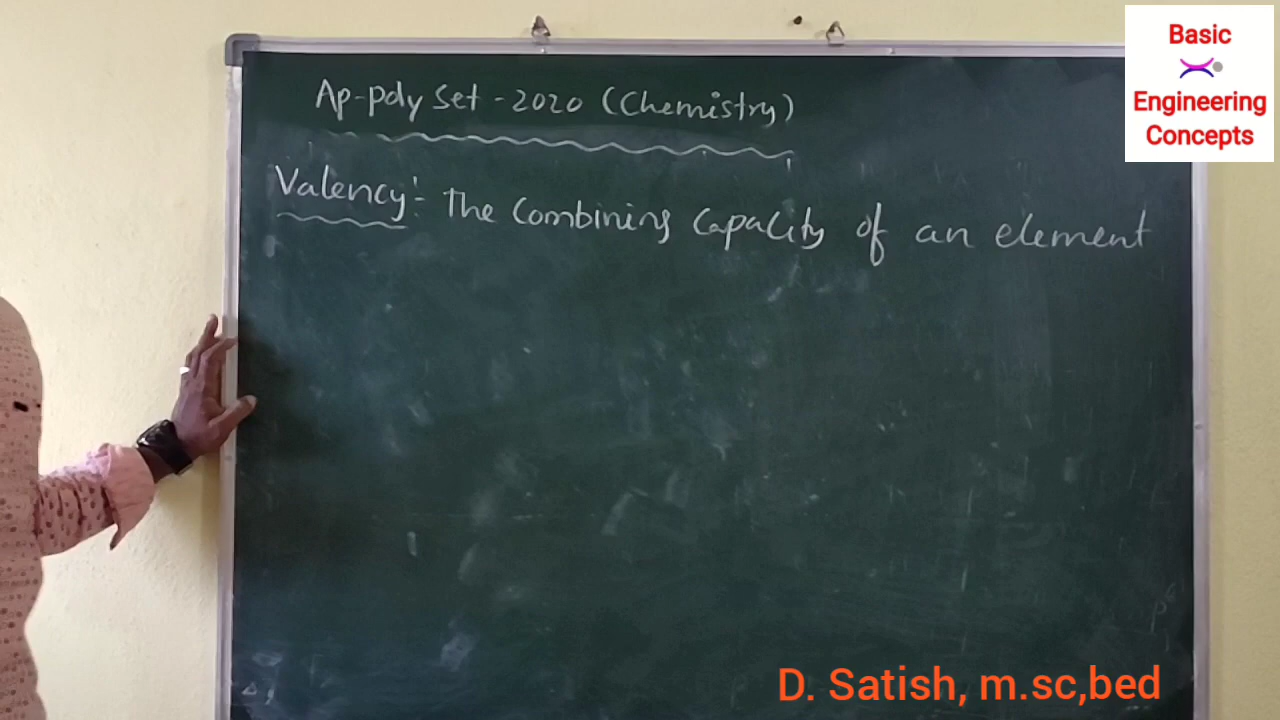 Ap-poly Set - 2020 (Chemistry)
Valency:- The Combining Capacity of an element
Basic
Engineering
Concepts
D. Satish, m.sc,bed